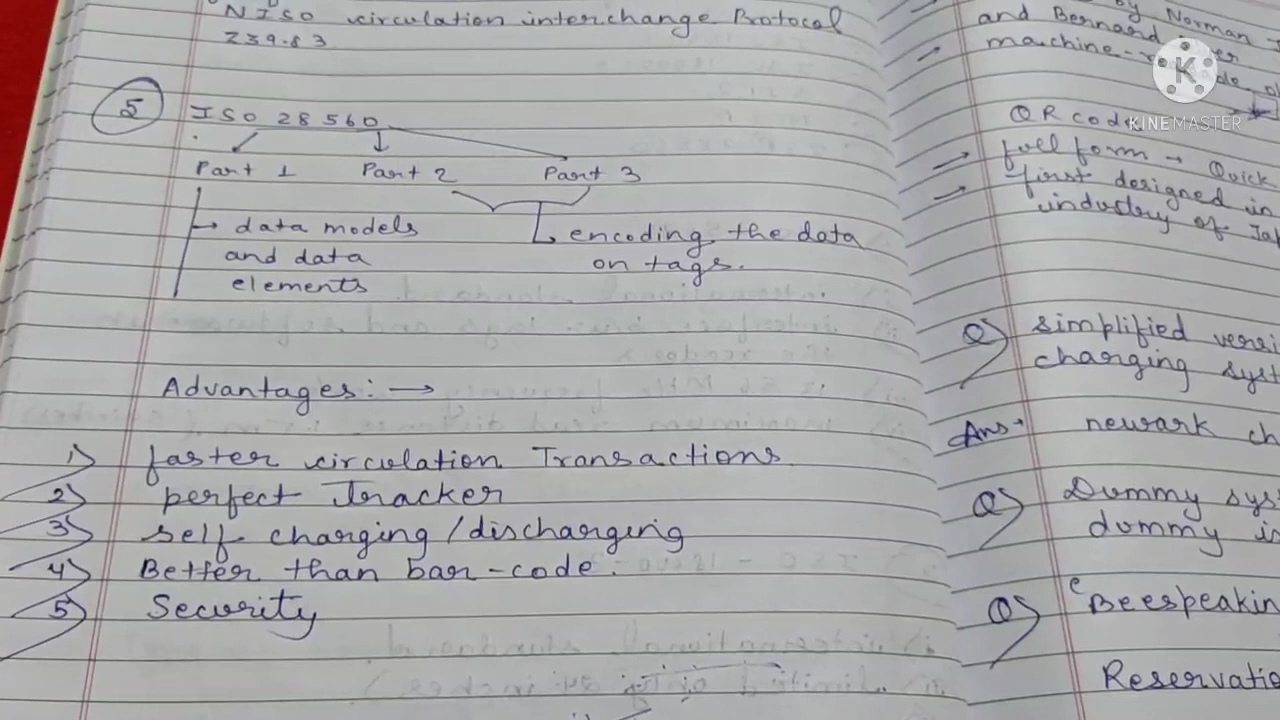 NISO circulation interchange Protocal
Z39.83
5 ISO 28560
Part 1 Part 2 Part 3
data models
and data
elements
encoding the data
on tags.
Advantages: →
1) faster circulation Transactions
2) perfect Tracker
3) self charging/discharging
4) Better than bar-code.
5) Security
by Norman
and Bernard
→ machine-
QR code
→ full form → Quick
→ first designed in
industry of
Q) simplified
charging
Ans→ newark
Q) Dummy
dummy
Q)
KINEMASTER
K